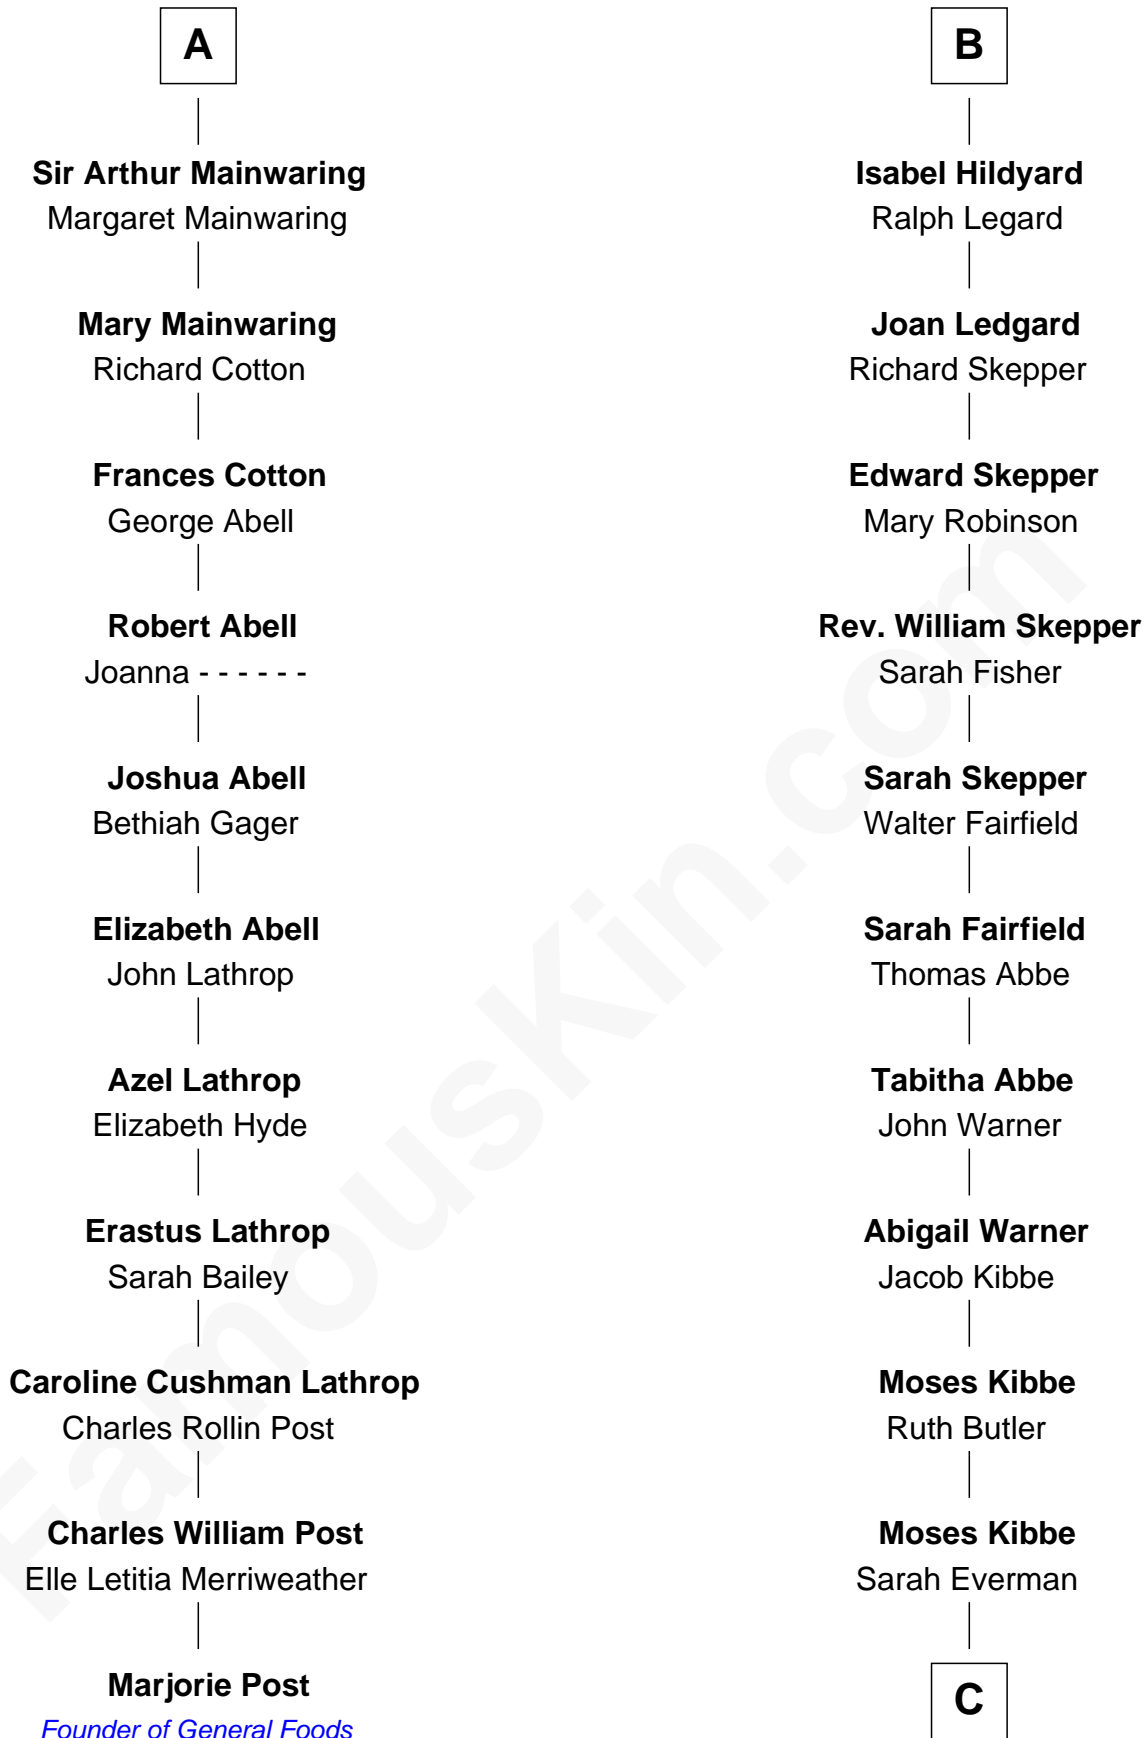 A
Sir Arthur Mainwaring
Margaret Mainwaring
Mary Mainwaring
Richard Cotton
Frances Cotton
George Abell
Robert Abell
Joanna - - - - - -
Joshua Abell
Bethiah Gager
Elizabeth Abell
John Lathrop
Azel Lathrop
Elizabeth Hyde
Erastus Lathrop
Sarah Bailey
Caroline Cushman Lathrop
Charles Rollin Post
Charles William Post
Elle Letitia Merriweather
Marjorie Post
Founder of General Foods
B
Isabel Hildyard
Ralph Legard
Joan Ledgard
Richard Skepper
Edward Skepper
Mary Robinson
Rev. William Skepper
Sarah Fisher
Sarah Skepper
Walter Fairfield
Sarah Fairfield
Thomas Abbe
Tabitha Abbe
John Warner
Abigail Warner
Jacob Kibbe
Moses Kibbe
Ruth Butler
Moses Kibbe
Sarah Everman
C
FamousKin.com